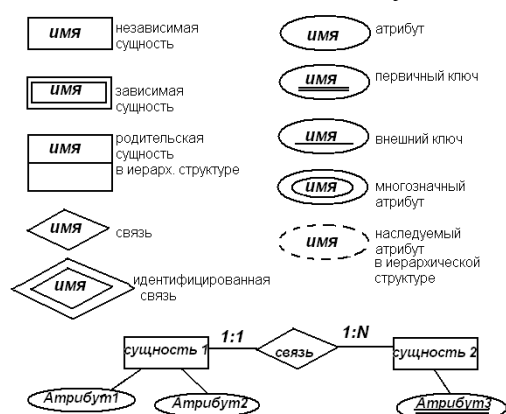 имя
независимая
сущность
имя
зависимая
сущность
имя
родительская
сущность
в иерарх. структуре
имя
связь
имя
идентифицированная
связь
имя
атрибут
имя
первичный ключ
имя
внешний ключ
имя
многозначный
атрибут
имя
наследуемый
атрибут
в иерархической
структуре
сущность 1
1:1
связь
1:N
сущность 2
Атрибут1
Атрибут2
Атрибут3